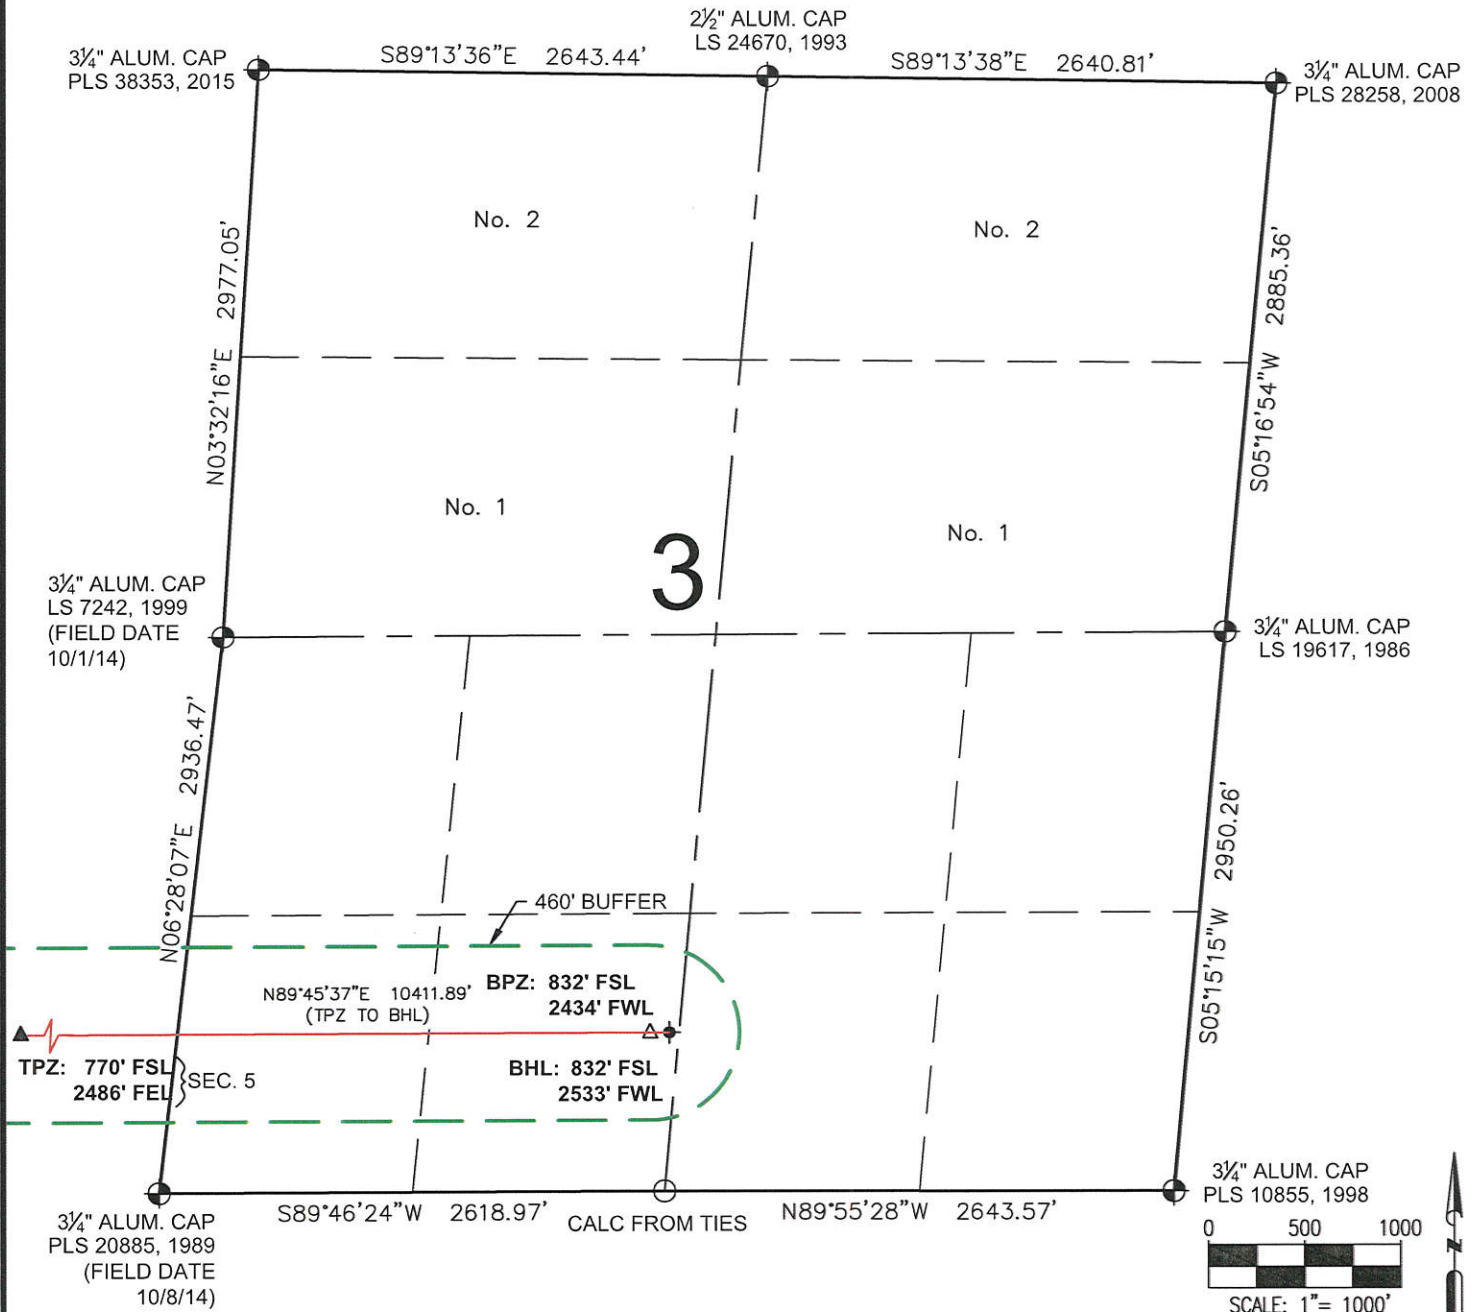 2½" ALUM. CAP
LS 24670, 1993
3¼" ALUM. CAP
PLS 38353, 2015
S89°13'36"E 2643.44'
S89°13'38"E 2640.81'
3¼" ALUM. CAP
PLS 28258, 2008
No. 2
No. 2
N03°32'16"E 2977.05'
S05°16'54"W 2885.36'
No. 1
No. 1
3
3¼" ALUM. CAP
LS 7242, 1999
(FIELD DATE
10/1/14)
3¼" ALUM. CAP
LS 19617, 1986
N06°28'07"E 2936.47'
S05°15'15"W 2950.26'
460' BUFFER
N89°45'37"E 10411.89'
(TPZ TO BHL)
BPZ: 832' FSL
2434' FWL
TPZ: 770' FSL
2486' FEL
SEC. 5
BHL: 832' FSL
2533' FWL
S89°46'24"W 2618.97'
CALC FROM TIES
N89°55'28"W 2643.57'
3¼" ALUM. CAP
PLS 10855, 1998
3¼" ALUM. CAP
PLS 20885, 1989
(FIELD DATE
10/8/14)
0 500 1000
SCALE: 1"= 1000'
N